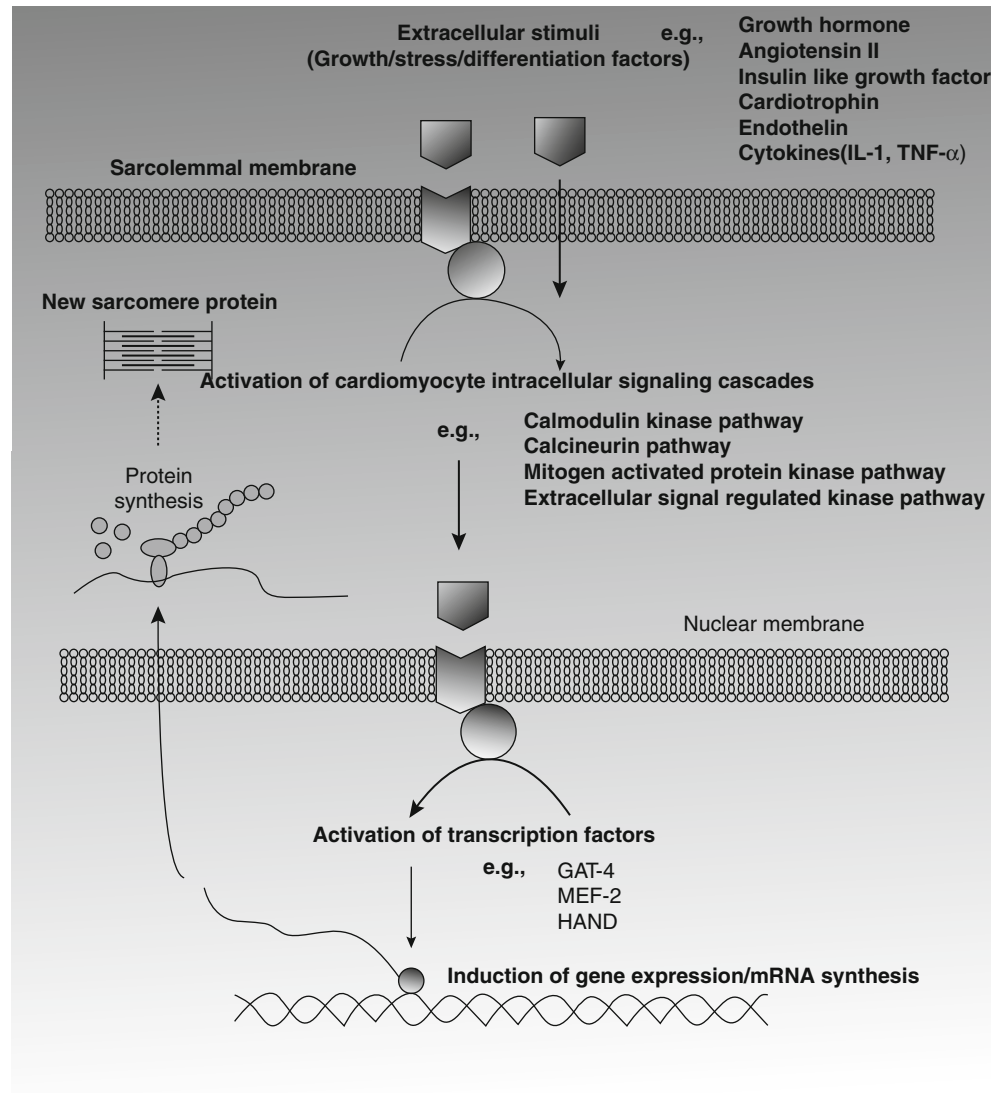 Extracellular stimuli e.g.,
(Growth/stress/differentiation factors)
Growth hormone
Angiotensin II
Insulin like growth factor
Cardiotrophin
Endothelin
Cytokines(IL-1, TNF-α)
Sarcolemmal membrane
New sarcomere protein
Activation of cardiomyocyte intracellular signaling cascades
e.g.,
Calmodulin kinase pathway
Calcineurin pathway
Mitogen activated protein kinase pathway
Extracellular signal regulated kinase pathway
Protein
synthesis
Nuclear membrane
Activation of transcription factors
e.g.,
GAT-4
MEF-2
HAND
Induction of gene expression/mRNA synthesis